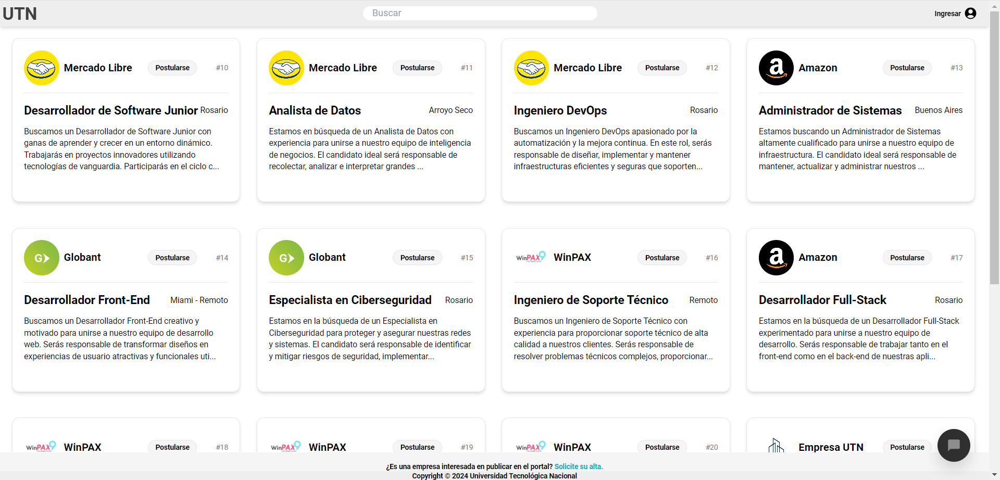 UTN
Buscar
Ingresar
Mercado Libre Postularse #10
Desarrollador de Software Junior Rosario
Buscamos un Desarrollador de Software Junior con
ganas de aprender y crecer en un entorno dinámico.
Trabajarás en proyectos innovadores utilizando
tecnologías de vanguardia. Participarás en el ciclo c...
Mercado Libre Postularse #11
Analista de Datos Arroyo Seco
Estamos en búsqueda de un Analista de Datos con
experiencia para unirse a nuestro equipo de inteligencia
de negocios. El candidato ideal será responsable de
recolectar, analizar e interpretar grandes ...
Mercado Libre Postularse #12
Ingeniero DevOps Rosario
Buscamos un Ingeniero DevOps apasionado por la
automatización y la mejora continua. En este rol, serás
responsable de diseñar, implementar y mantener
infraestructuras eficientes y seguras que soporten...
a
Amazon Postularse #13
Administrador de Sistemas Buenos Aires
Estamos buscando un Administrador de Sistemas
altamente cualificado para unirse a nuestro equipo de
infraestructura. El candidato ideal será responsable de
mantener, actualizar y administrar nuestros ...
G
Globant Postularse #14
Desarrollador Front-End Miami - Remoto
Buscamos un Desarrollador Front-End creativo y
motivado para unirse a nuestro equipo de desarrollo
web. Serás responsable de transformar diseños en
experiencias de usuario atractivas y funcionales uti...
G
Globant Postularse #15
Especialista en Ciberseguridad Rosario
Estamos en la búsqueda de un Especialista en
Ciberseguridad para proteger y asegurar nuestras redes
y sistemas. El candidato será responsable de identificar
y mitigar riesgos de seguridad, implementar...
WinPAX9
WinPAX Postularse #16
Ingeniero de Soporte Técnico Remoto
Buscamos un Ingeniero de Soporte Técnico con
experiencia para proporcionar soporte técnico de alta
calidad a nuestros clientes. Serás responsable de
resolver problemas técnicos complejos, proporcionar...
a
Amazon Postularse #17
Desarrollador Full-Stack Rosario
Estamos en la búsqueda de un Desarrollador Full-Stack
experimentado para unirse a nuestro equipo de
desarrollo. Serás responsable de trabajar tanto en el
front-end como en el back-end de nuestras apli...
WinPAX9
WinPAX Postularse #18
WinPAX9
WinPAX Postularse #19
WinPAX9
WinPAX Postularse #20
Empresa UTN Postularse
¿Es una empresa interesada en publicar en el portal? Solicite su alta.
Copyright © 2024 Universidad Tecnológica Nacional